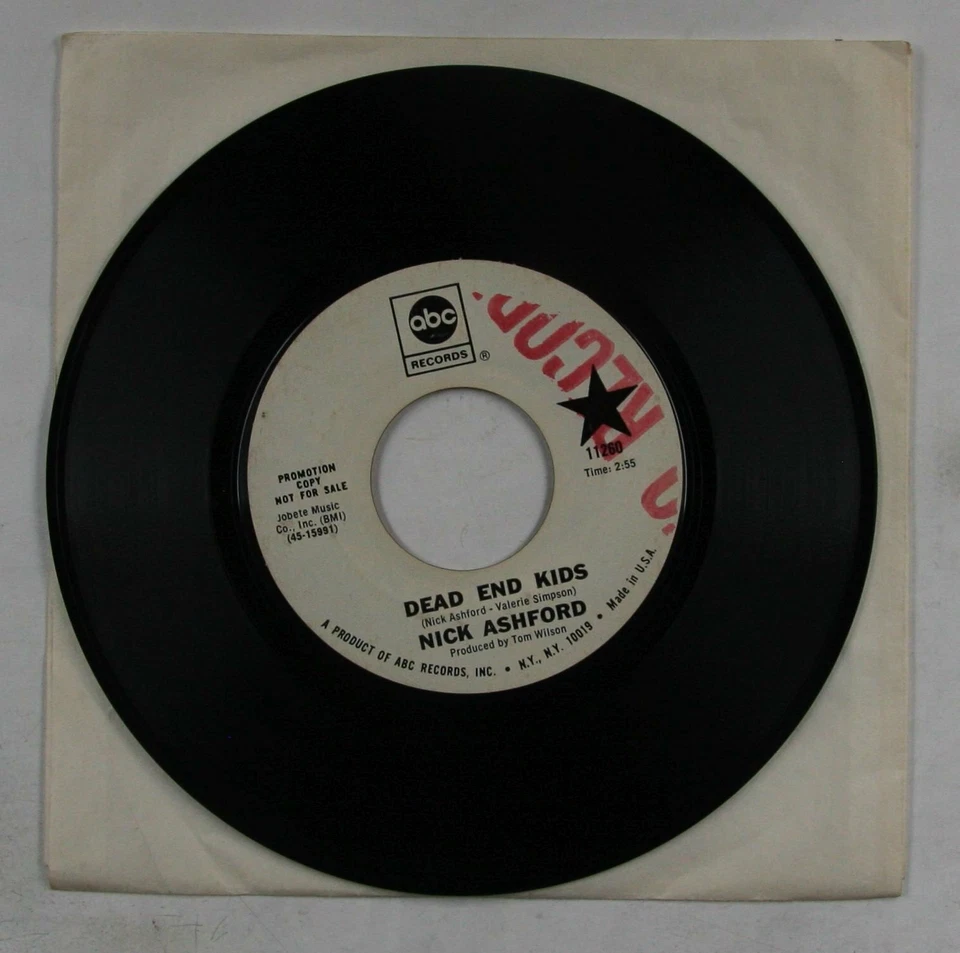 abc
RECORDS ®
11260
Time: 2:55
PROMOTION
COPY
NOT FOR SALE
Jobete Music
Co., Inc. (BMI)
(45-15991)
DEAD END KIDS
(Nick Ashford - Valerie Simpson)
NICK ASHFORD
Produced by Tom Wilson
A PRODUCT OF ABC RECORDS, INC. • N.Y., N.Y. 10019 • Made in U.S.A.